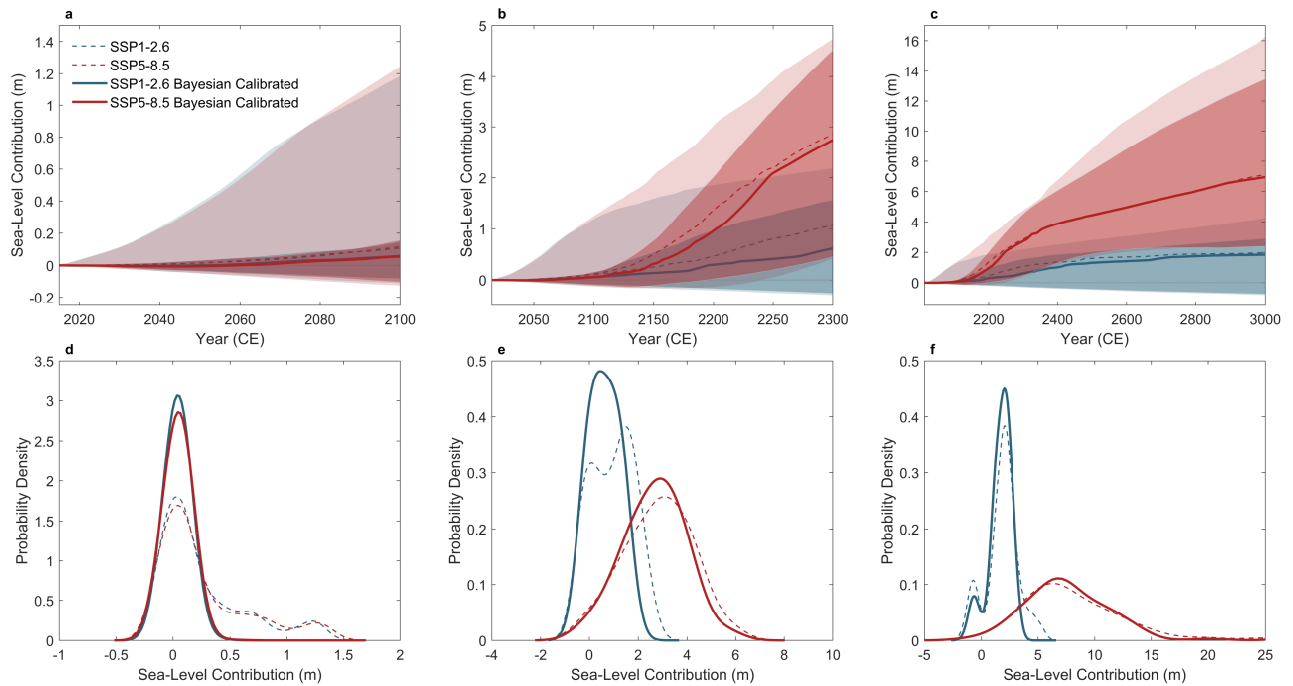 a
1.4
1.2
1
0.8
0.6
0.4
0.2
0
-0.2
Sea-Level Contribution (m)
SSP1-2.6
SSP5-8.5
SSP1-2.6 Bayesian Calibrated
SSP5-8.5 Bayesian Calibrated
2020 2040 2060 2080 2100
Year (CE)
b
5
4
3
2
1
0
Sea-Level Contribution (m)
2050 2100 2150 2200 2250 2300
Year (CE)
c
16
14
12
10
8
6
4
2
0
Sea-Level Contribution (m)
2200 2400 2600 2800 3000
Year (CE)
d
3.5
3
2.5
2
1.5
1
0.5
0
Probability Density
-1 -0.5 0 0.5 1 1.5 2
Sea-Level Contribution (m)
e
0.5
0.4
0.3
0.2
0.1
0
Probability Density
-4 -2 0 2 4 6 8 10
Sea-Level Contribution (m)
f
0.5
0.4
0.3
0.2
0.1
0
Probability Density
-5 0 5 10 15 20 25
Sea-Level Contribution (m)